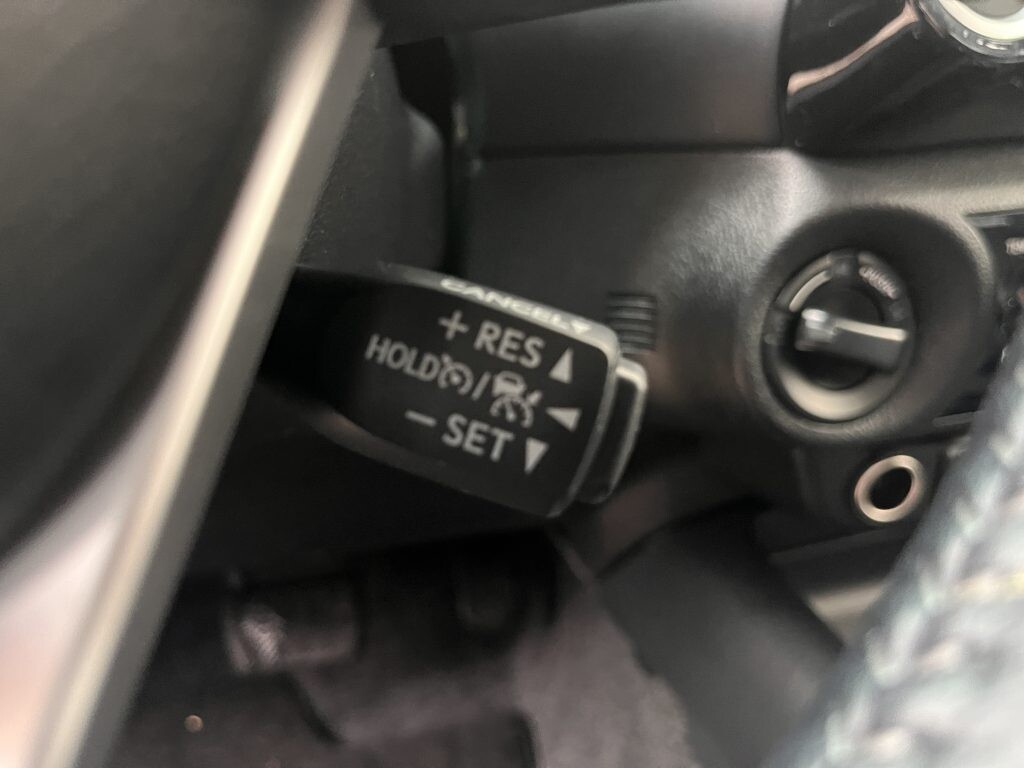 CANCEL
+ RES
HOLD /
− SET